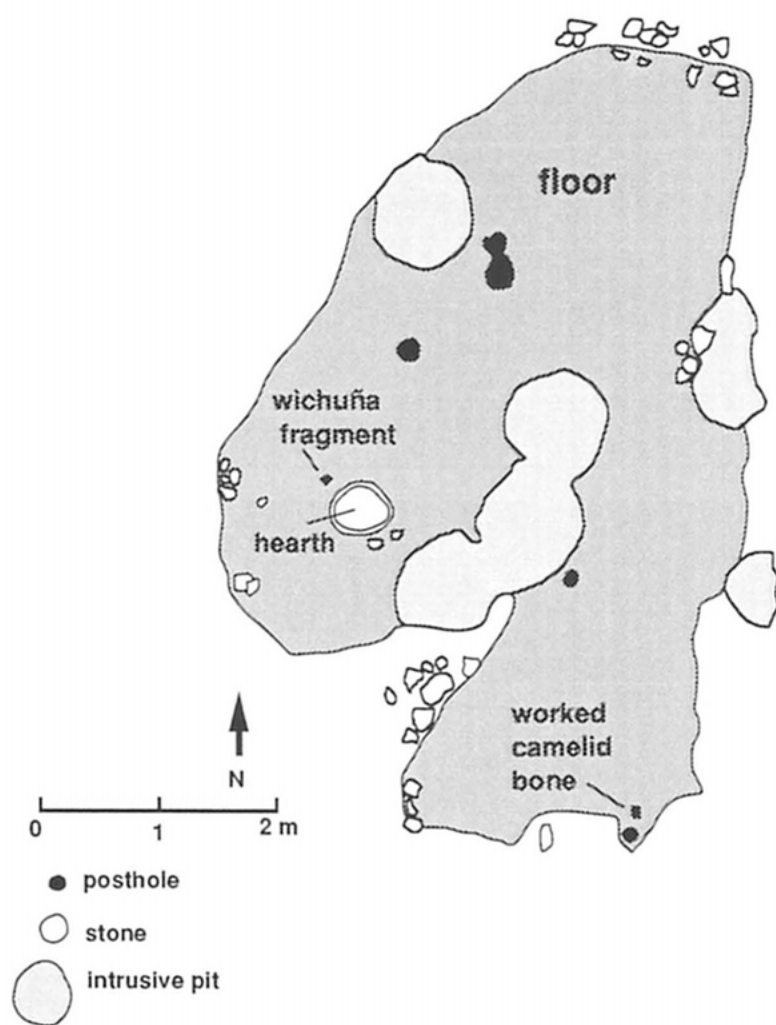 floor
wichuña
fragment
hearth
worked
camelid
bone
N
0 1 2 m
posthole
stone
intrusive pit